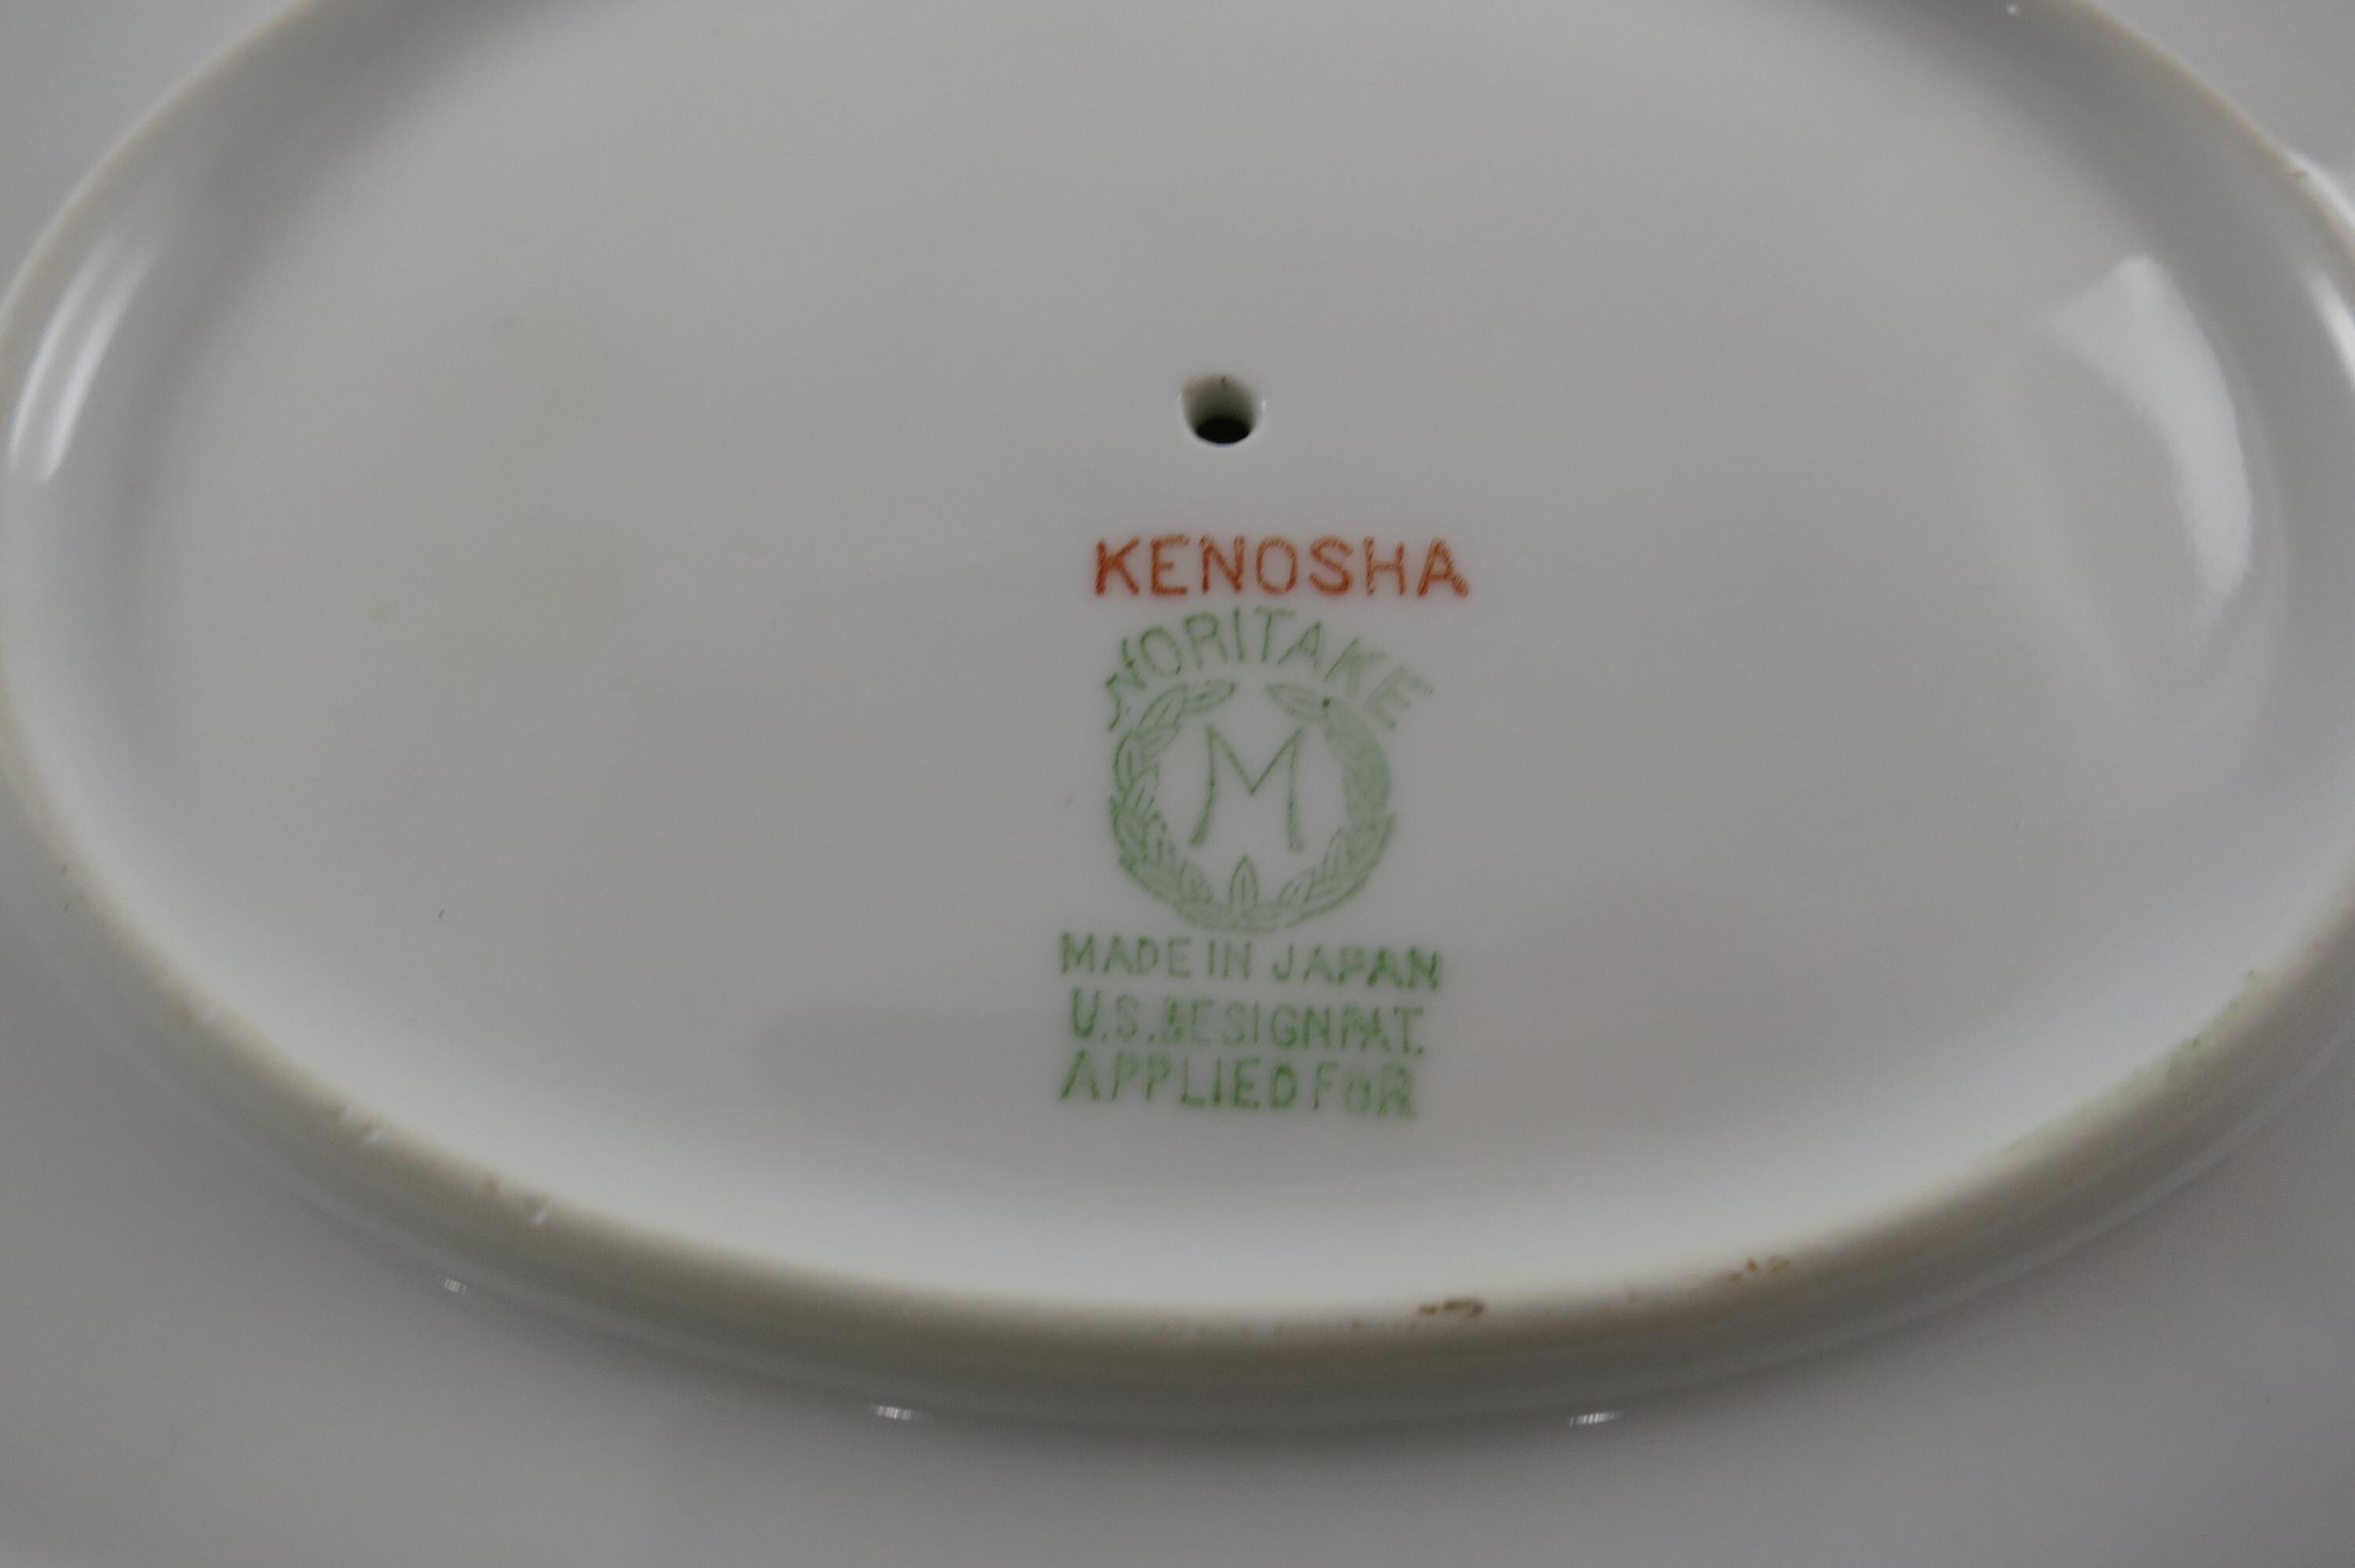 KENOSHA
NORITAKE
M
MADE IN JAPAN
U.S. DESIGN PAT.
APPLIED FOR